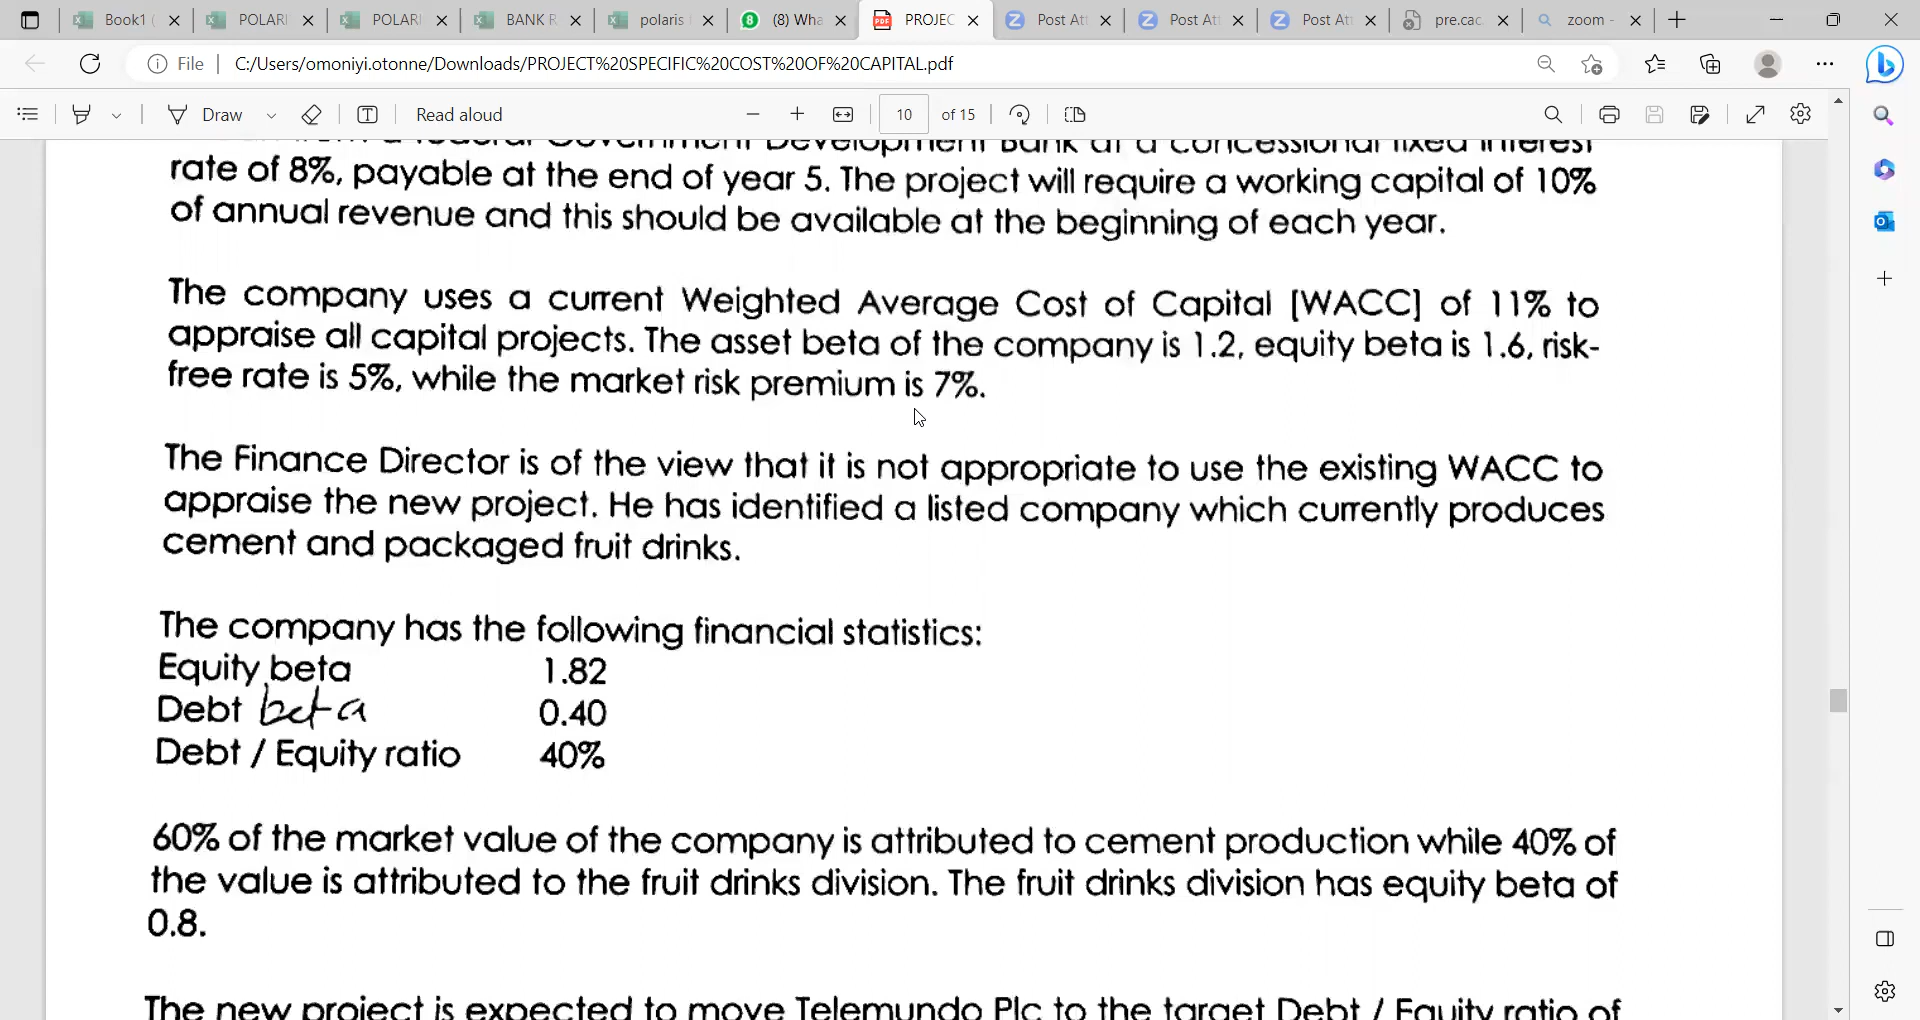 Book1
POLARI
POLARI
BANK R
polaris
8
(8) Wha
PDF
PROJEC
Z
Post Att
Z
Post Att
Z
Post Att
pre.cac.
zoom -
File
C:/Users/omoniyi.otonne/Downloads/PROJECT%20SPECIFIC%20COST%20OF%20CAPITAL.pdf
Draw
T
Read aloud
10
of 15
a Federal Government Development Bank at a concessional fixed interest
rate of 8%, payable at the end of year 5. The project will require a working capital of 10%
of annual revenue and this should be available at the beginning of each year.
The company uses a current Weighted Average Cost of Capital [WACC] of 11% to
appraise all capital projects. The asset beta of the company is 1.2, equity beta is 1.6, risk-
free rate is 5%, while the market risk premium is 7%.
The Finance Director is of the view that it is not appropriate to use the existing WACC to
appraise the new project. He has identified a listed company which currently produces
cement and packaged fruit drinks.
The company has the following financial statistics:
Equity beta 1.82
Debt beta 0.40
Debt / Equity ratio 40%
60% of the market value of the company is attributed to cement production while 40% of
the value is attributed to the fruit drinks division. The fruit drinks division has equity beta of
0.8.
The new project is expected to move Telemundo Plc to the target Debt / Equity ratio of